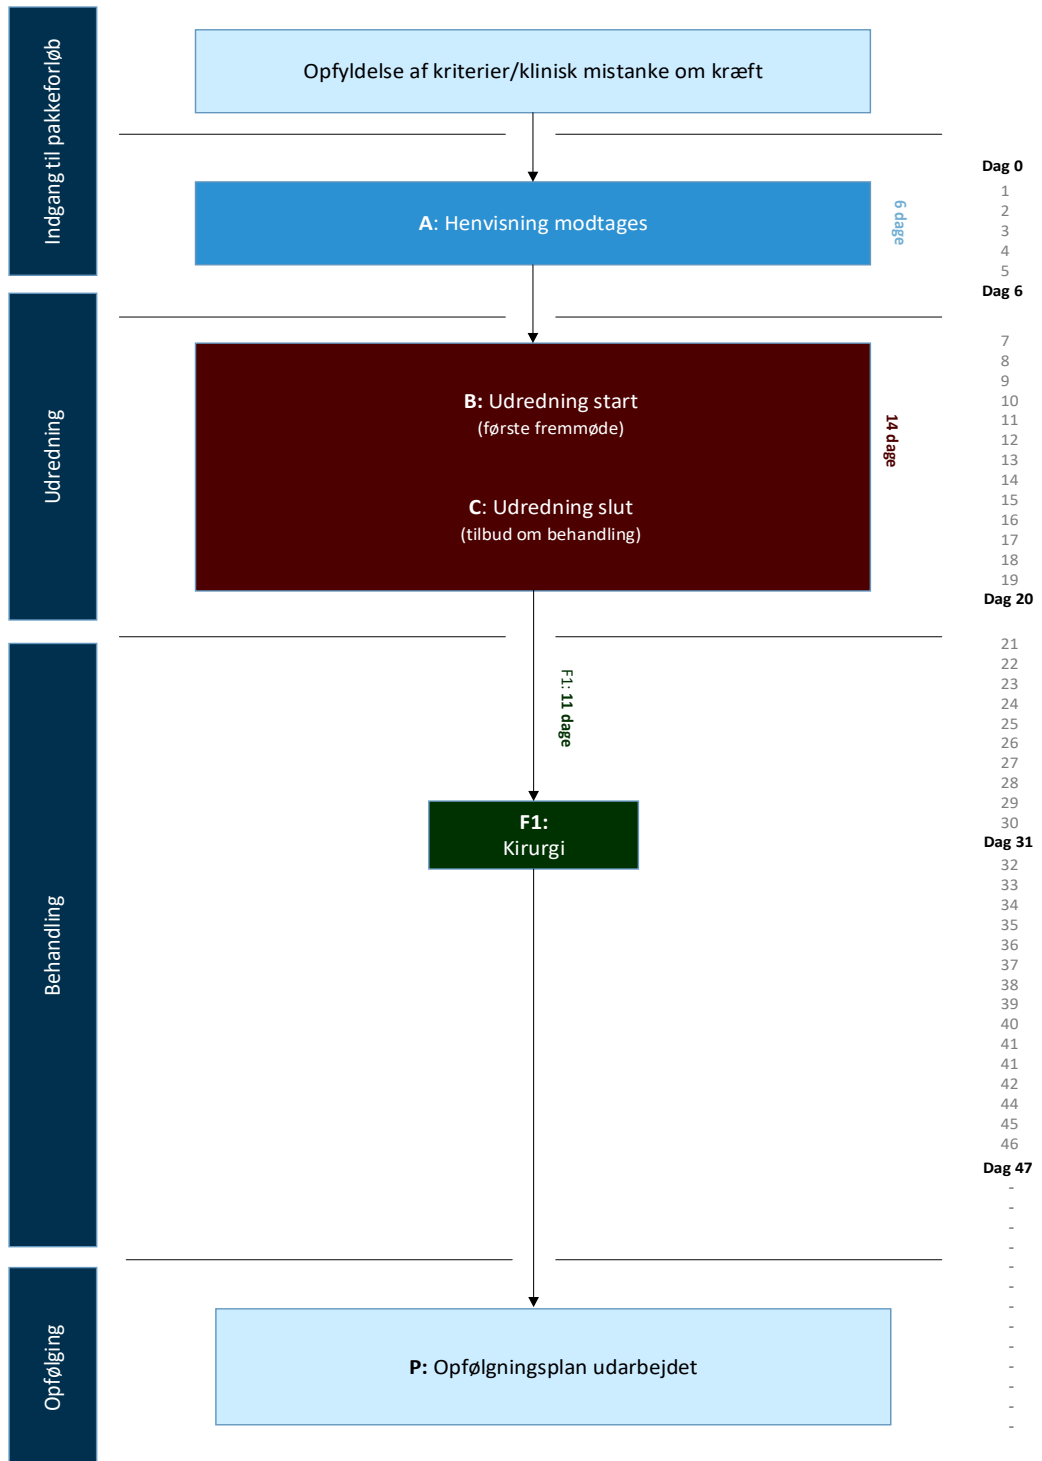 Indgang til pakkeforløb
Opfyldelse af kriterier/klinisk mistanke om kræft
A: Henvisning modtages
6 dage
Dag 0
1
2
3
4
5
Dag 6
Udredning
B: Udredning start
(første fremmøde)
C: Udredning slut
(tilbud om behandling)
14 dage
7
8
9
10
11
12
13
14
15
16
17
18
19
Dag 20
Behandling
F1: 11 dage
F1:
Kirurgi
21
22
23
24
25
26
27
28
29
30
Dag 31
32
33
34
35
36
37
38
39
40
41
41
42
44
45
46
Dag 47
-
-
-
-
-
-
-
-
-
-
-
-
-
Opfølging
P: Opfølgningsplan udarbejdet